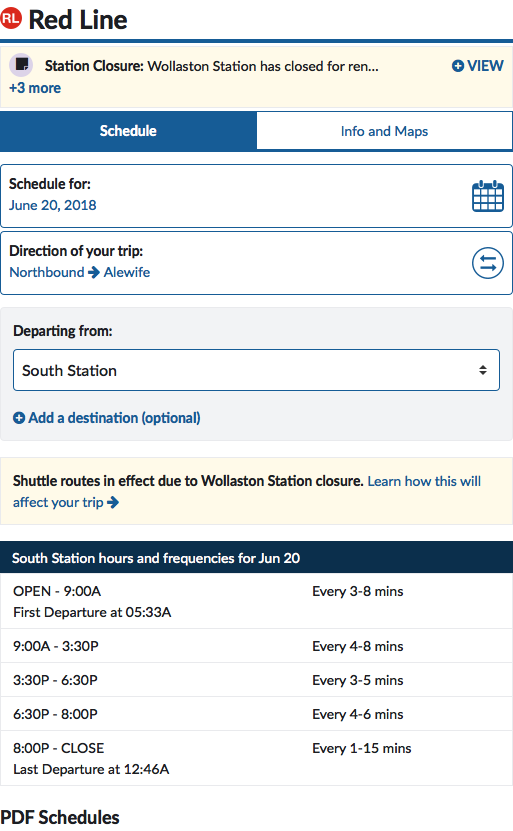 RL Red Line
Station Closure: Wollaston Station has closed for ren... VIEW
+3 more
Schedule Info and Maps
Schedule for:
June 20, 2018
Direction of your trip:
Northbound Alewife
Departing from:
South Station
Add a destination (optional)
Shuttle routes in effect due to Wollaston Station closure. Learn how this will
affect your trip
South Station hours and frequencies for Jun 20
OPEN - 9:00A Every 3-8 mins
First Departure at 05:33A
9:00A - 3:30P Every 4-8 mins
3:30P - 6:30P Every 3-5 mins
6:30P - 8:00P Every 4-6 mins
8:00P - CLOSE Every 1-15 mins
Last Departure at 12:46A
PDF Schedules